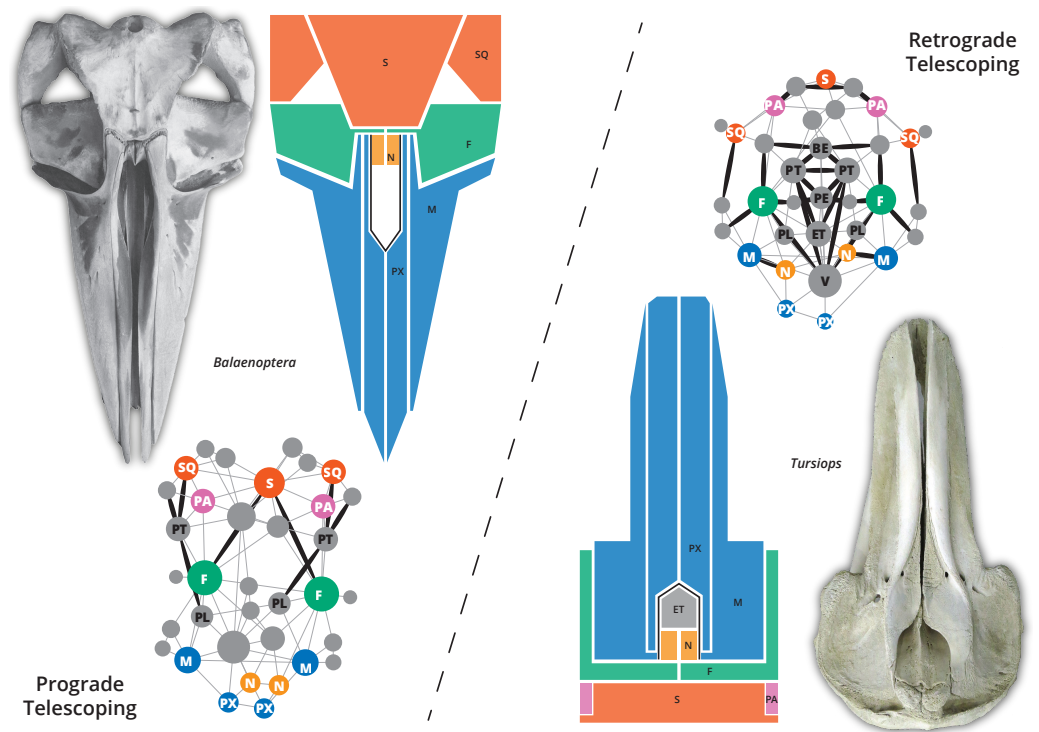 S
SQ
F
N
M
PX
Balaenoptera
SQ
S
SQ
PA
PA
PT
PT
F
F
PL
PL
M
M
N
N
PX
PX
Prograde
Telescoping
Retrograde
Telescoping
S
PA
PA
SQ
SQ
BE
PT
PT
PE
F
F
PL
ET
PL
M
N
M
N
V
PX
PX
Tursiops
PX
ET
M
N
F
S
PA